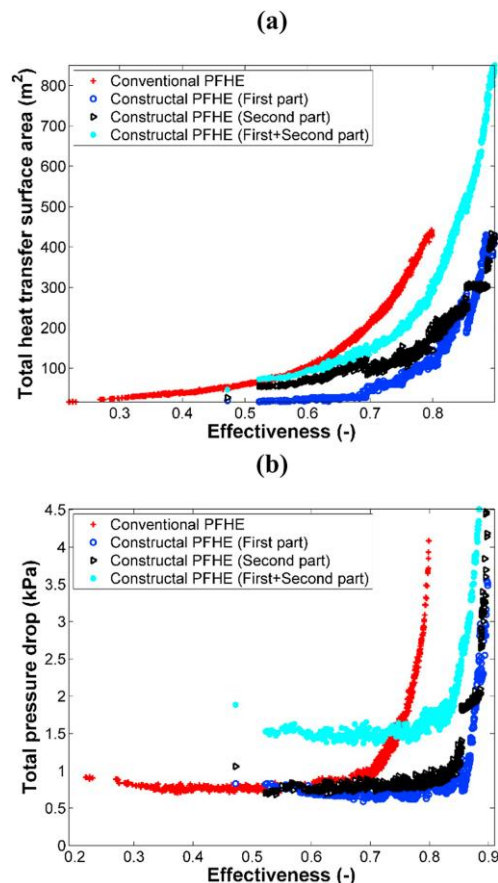 (a)
Total heat transfer surface area (m²)
800
700
600
500
400
300
200
100
Conventional PFHE
Constructal PFHE (First part)
Constructal PFHE (Second part)
Constructal PFHE (First+Second part)
0.3 0.4 0.5 0.6 0.7 0.8
Effectiveness (-)
(b)
Total pressure drop (kPa)
4.5
4
3.5
3
2.5
2
1.5
1
0.5
0
Conventional PFHE
Constructal PFHE (First part)
Constructal PFHE (Second part)
Constructal PFHE (First+Second part)
0.2 0.3 0.4 0.5 0.6 0.7 0.8 0.9
Effectiveness (-)